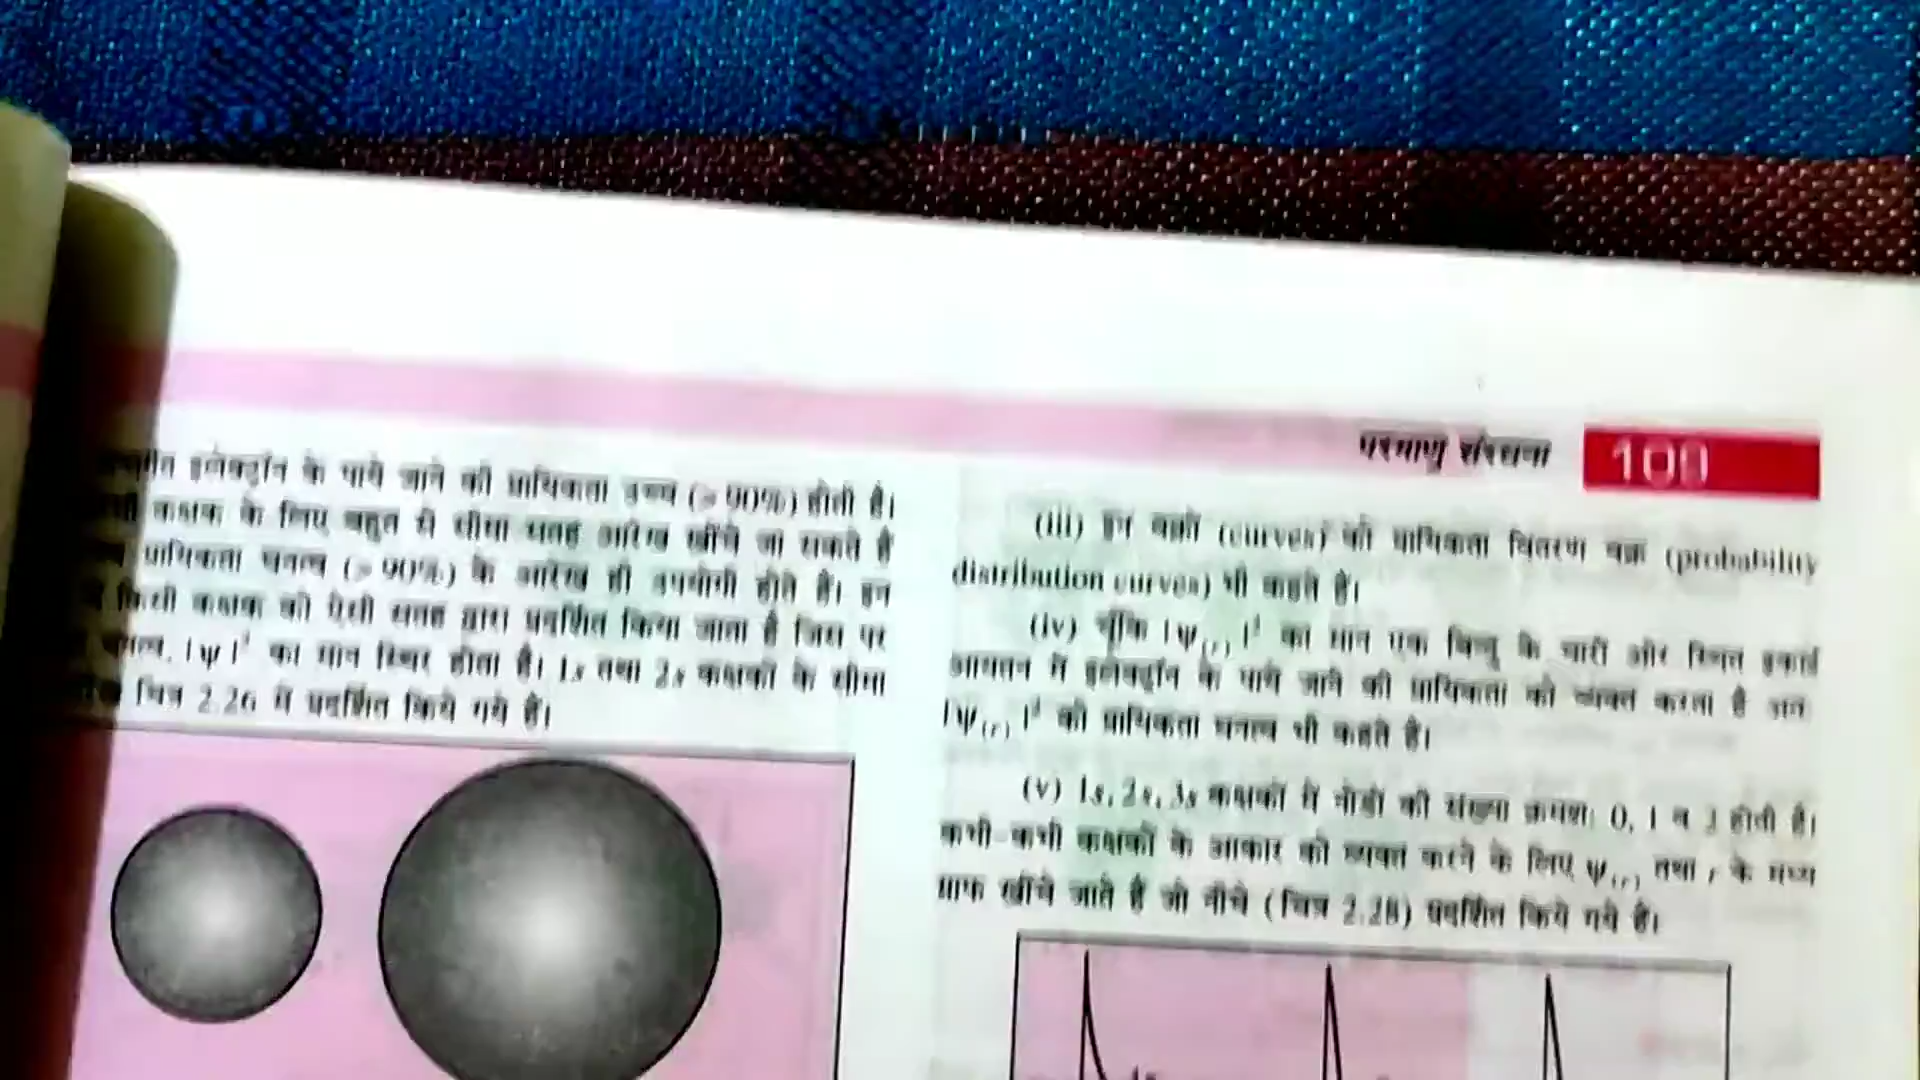 परमाणु संरचना 109
इलेक्ट्रॉन के पाये जाने की प्रायिकता उच्च (> 90%) होती है।
कक्षक के लिए बहुत से सीमा सतह आरेख खींचे जा सकते हैं
प्रायिकता घनत्व (> 90%) के आरेख ही उपयोगी होते हैं। इन
किसी कक्षक को ऐसी सतह द्वारा प्रदर्शित किया जाता है जिस पर
घनत्व, |ψ|² का मान स्थिर होता है। 1s तथा 2s कक्षकों के सीमा
चित्र 2.26 में प्रदर्शित किये गये हैं।
(iii) इन वक्रों (curves) को प्रायिकता वितरण वक्र (probability
distribution curves) भी कहते हैं।
(iv) चूँकि |ψ(r)|² का मान एक बिन्दु के चारों ओर स्थित इकाई
आयतन में इलेक्ट्रॉन के पाये जाने की प्रायिकता को व्यक्त करता है अतः
|ψ(r)|² को प्रायिकता घनत्व भी कहते हैं।
(v) 1s, 2s, 3s कक्षकों में नोडों की संख्या क्रमशः 0, 1 व 2 होती है।
कभी-कभी कक्षकों के आकार को व्यक्त करने के लिए ψ(r) तथा r के मध्य
ग्राफ खींचे जाते हैं जो नीचे (चित्र 2.28) प्रदर्शित किये गये हैं।